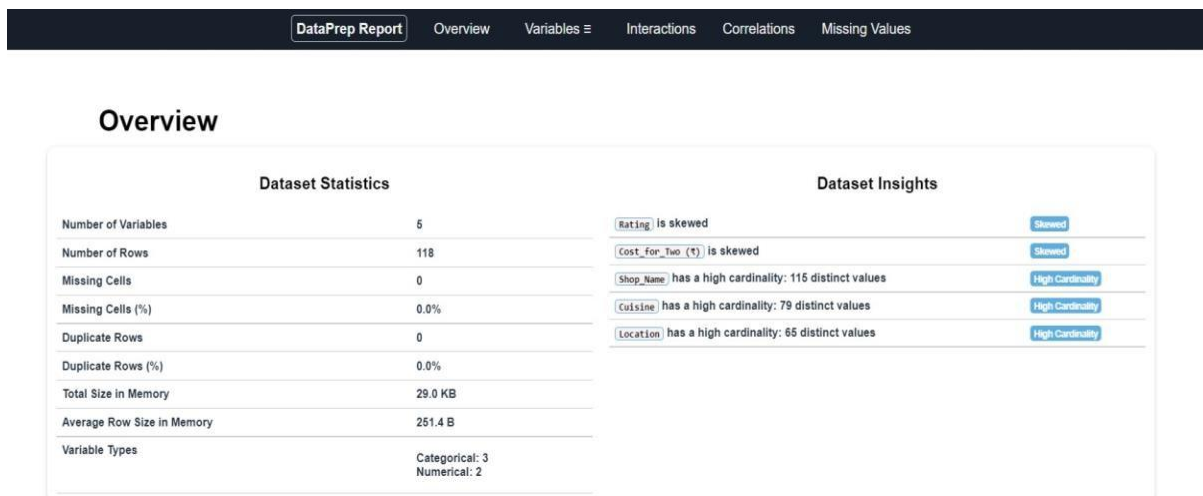 DataPrep Report Overview Variables ≡ Interactions Correlations Missing Values
Overview
Dataset Statistics
Number of Variables 5
Number of Rows 118
Missing Cells 0
Missing Cells (%) 0.0%
Duplicate Rows 0
Duplicate Rows (%) 0.0%
Total Size in Memory 29.0 KB
Average Row Size in Memory 251.4 B
Variable Types Categorical: 3
Numerical: 2
Dataset Insights
Rating is skewed Skewed
Cost_for_Two (₹) is skewed Skewed
Shop_Name has a high cardinality: 115 distinct values High Cardinality
Cuisine has a high cardinality: 79 distinct values High Cardinality
Location has a high cardinality: 65 distinct values High Cardinality